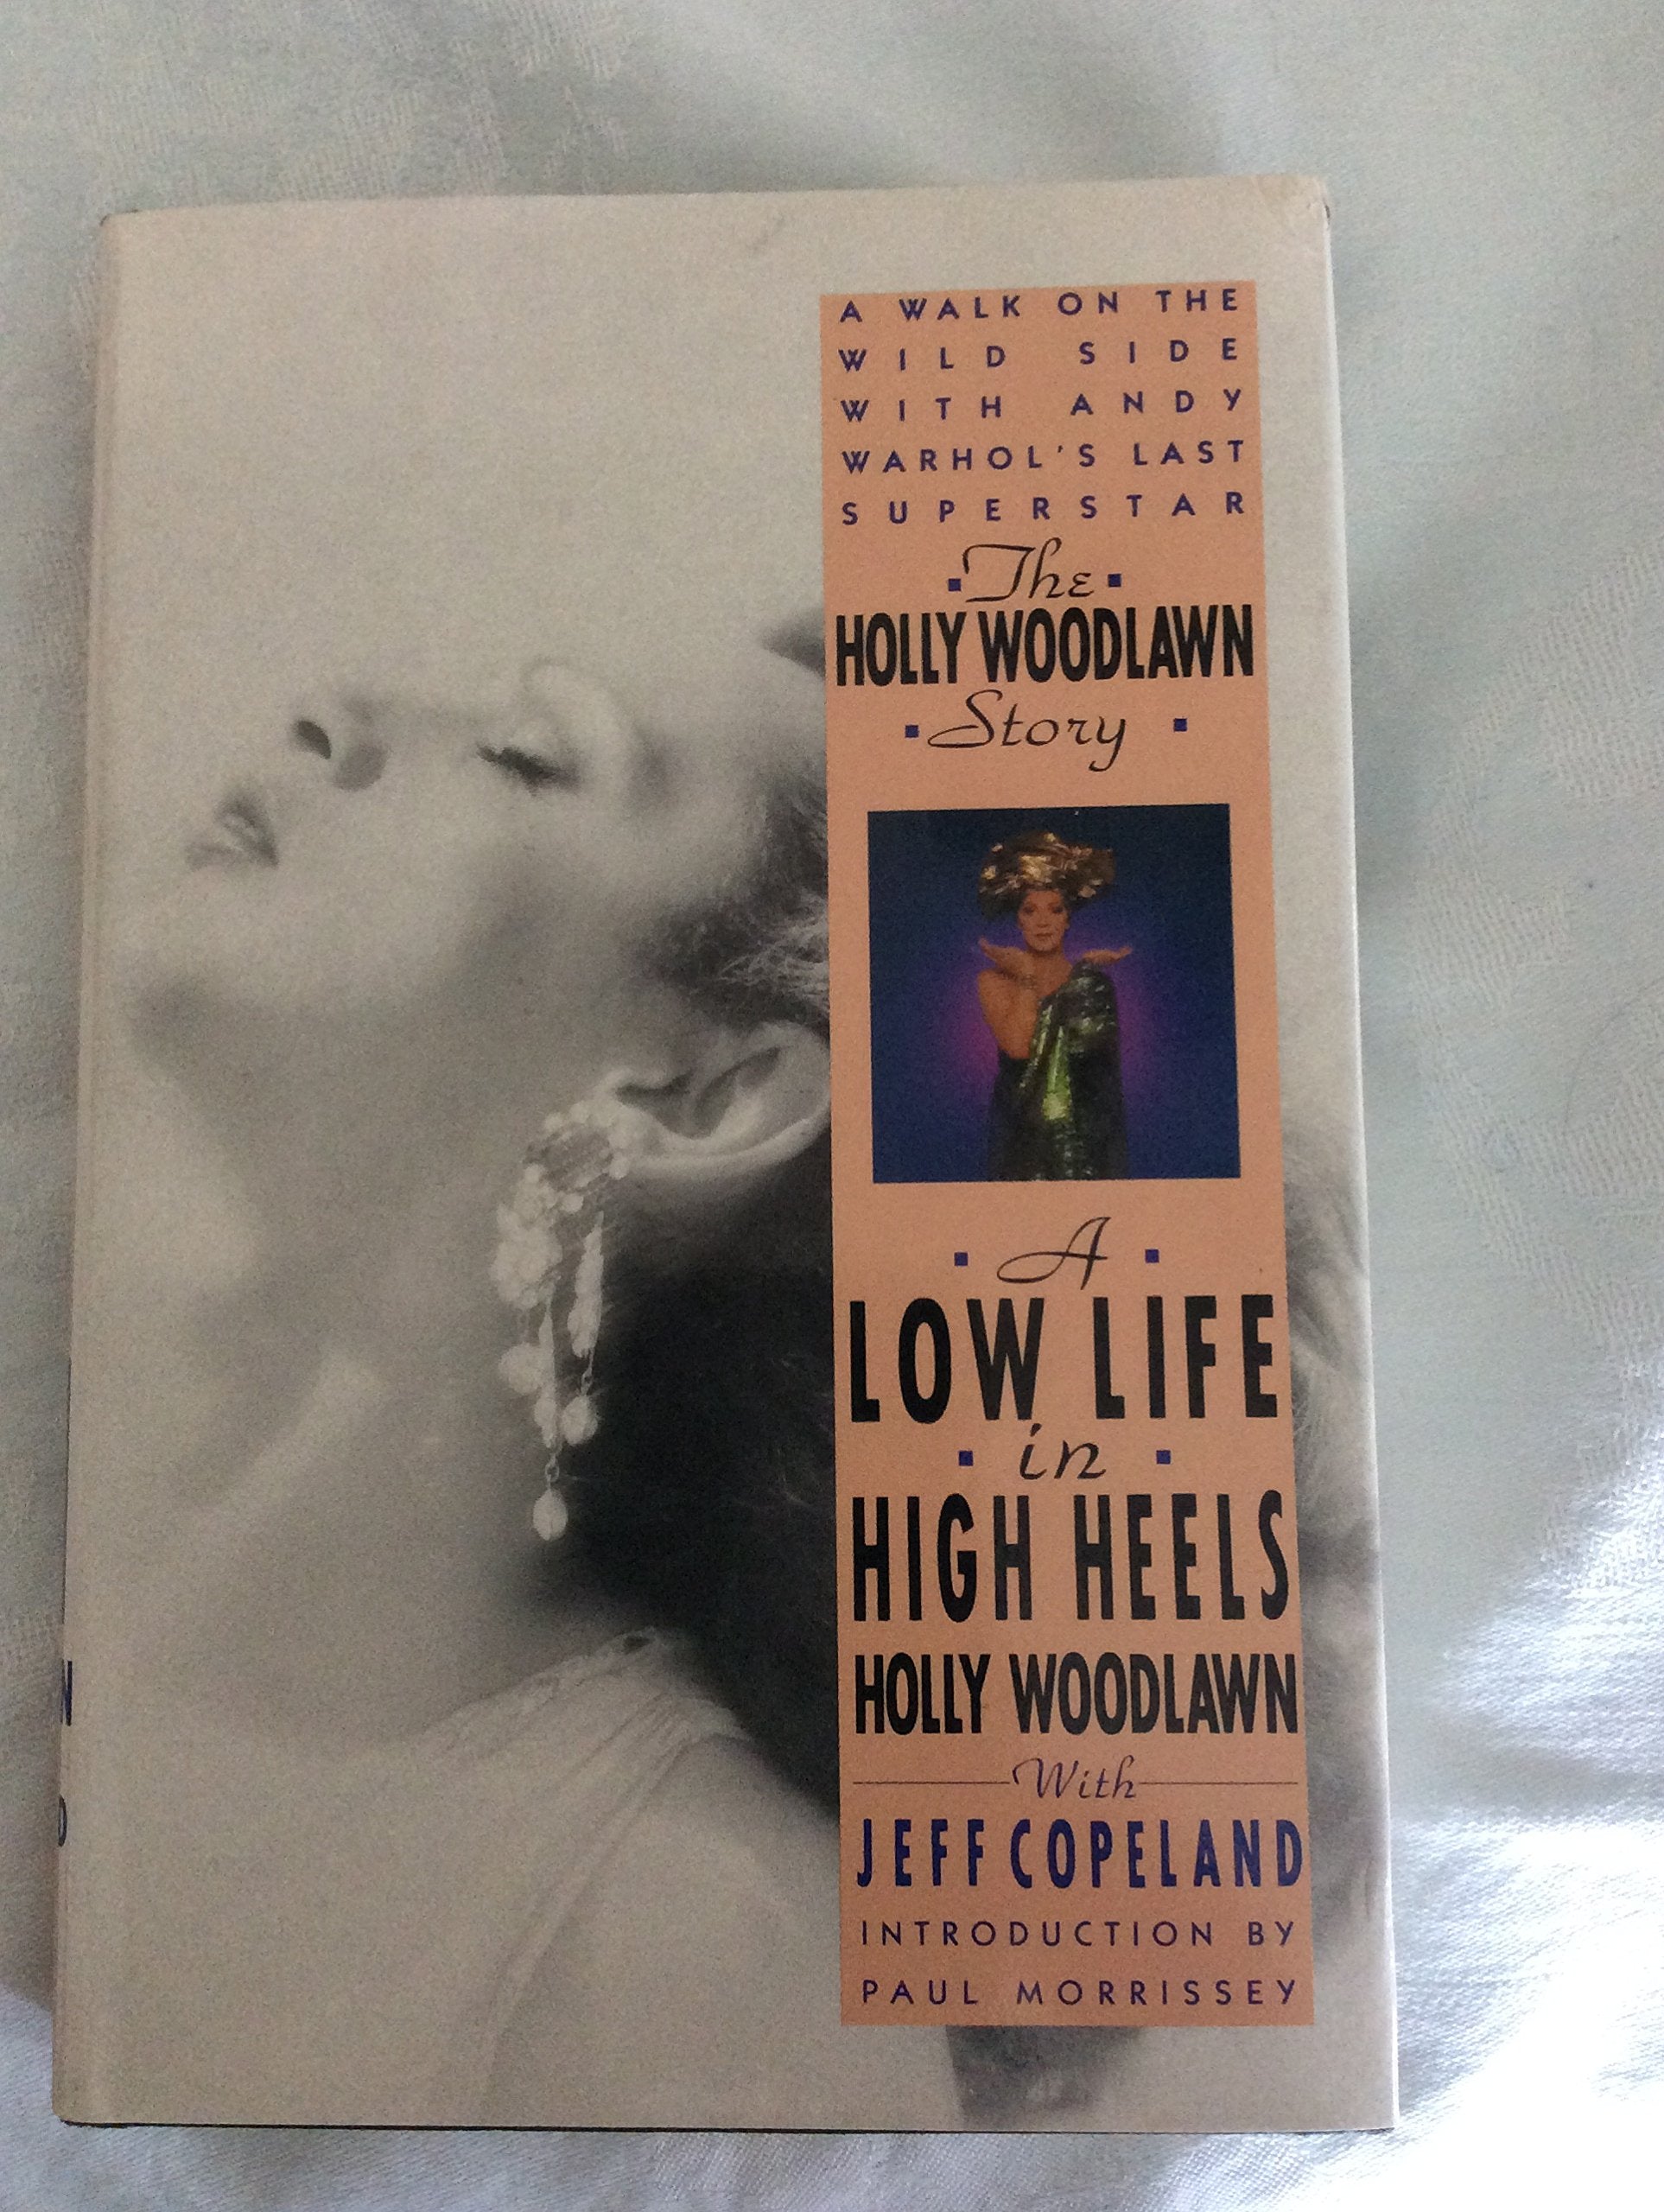 A WALK ON THE
WILD SIDE
WITH ANDY
WARHOL'S LAST
SUPERSTAR
The
HOLLY WOODLAWN
Story
A
LOW LIFE
in
HIGH HEELS
HOLLY WOODLAWN
With
JEFF COPELAND
INTRODUCTION BY
PAUL MORRISSEY